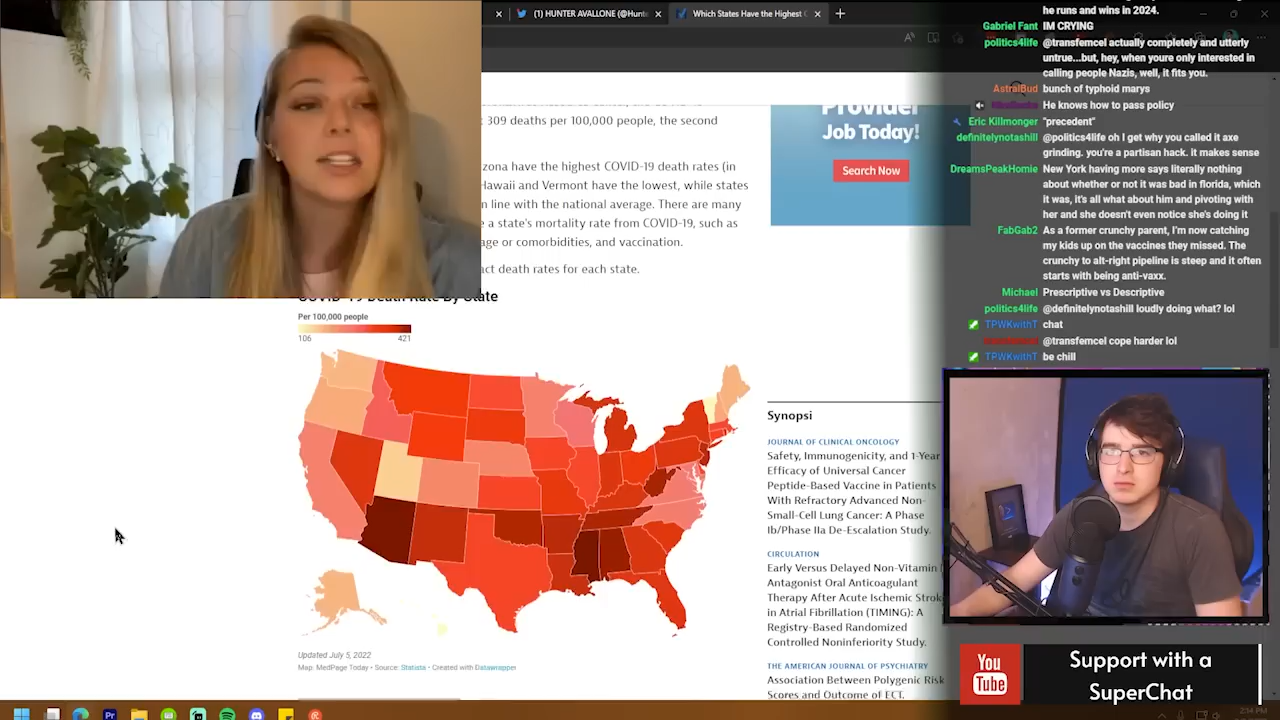 (1) HUNTER AVALLONE (@Hunte
Which States Have the Highest C
309 deaths per 100,000 people, the second
zona have the highest COVID-19 death rates (in
Hawaii and Vermont have the lowest, while states
n line with the national average. There are many
e a state's mortality rate from COVID-19, such as
age or comorbidities, and vaccination.
act death rates for each state.
COVID-19 Death Rate By State
Per 100,000 people
106 421
Updated July 5, 2022
Map: MedPage Today • Source: Statista • Created with Datawrapper
Provider
Job Today!
Search Now
Synopsi
JOURNAL OF CLINICAL ONCOLOGY
Safety, Immunogenicity, and 1-Year
Efficacy of Universal Cancer
Peptide-Based Vaccine in Patients
With Refractory Advanced Non-
Small-Cell Lung Cancer: A Phase
Ib/Phase IIa De-Escalation Study.
CIRCULATION
Early Versus Delayed Non-Vitamin
Antagonist Oral Anticoagulant
Therapy After Acute Ischemic Strok
in Atrial Fibrillation (TIMING): A
Registry-Based Randomized
Controlled Noninferiority Study.
THE AMERICAN JOURNAL OF PSYCHIATRY
Association Between Polygenic Risk
Scores and Outcome of ECT.
he runs and wins in 2024.
Gabriel Fant IM CRYING
politics4life @transfemcel actually completely and utterly
untrue...but, hey, when youre only interested in
calling people Nazis, well, it fits you.
AstralBud bunch of typhoid marys
He knows how to pass policy
Eric Killmonger "precedent"
definitelynotashill @politics4life oh I get why you called it axe
grinding. you're a partisan hack. it makes sense
DreamsPeakHomie New York having more says literally nothing
about whether or not it was bad in florida, which
it was, it's all about him and pivoting with
her and she doesn't even notice she's doing it
FabGab2 As a former crunchy parent, I'm now catching
my kids up on the vaccines they missed. The
crunchy to alt-right pipeline is steep and it often
starts with being anti-vaxx.
Michael Prescriptive vs Descriptive
politics4life @definitelynotashill loudly doing what? lol
TPWKwithT chat
@transfemcel cope harder lol
TPWKwithT be chill
You
Tube
Support with a
SuperChat
2:54 PM